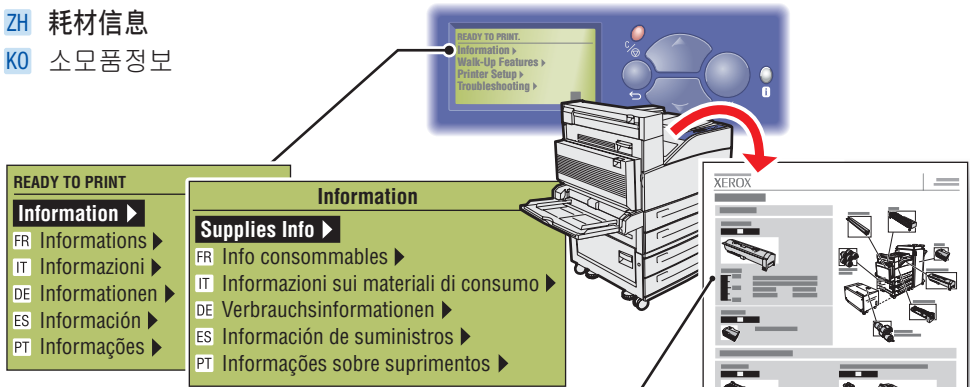 ZH 耗材信息
KO 소모품정보
READY TO PRINT.
Information
Walk-Up Features
Printer Setup
Troubleshooting
C/
i
READY TO PRINT
Information
FR Informations
IT Informazioni
DE Informationen
ES Información
PT Informações
Information
Supplies Info
FR Info consommables
IT Informazioni sui materiali di consumo
DE Verbrauchsinformationen
ES Información de suministros
PT Informações sobre suprimentos
XEROX